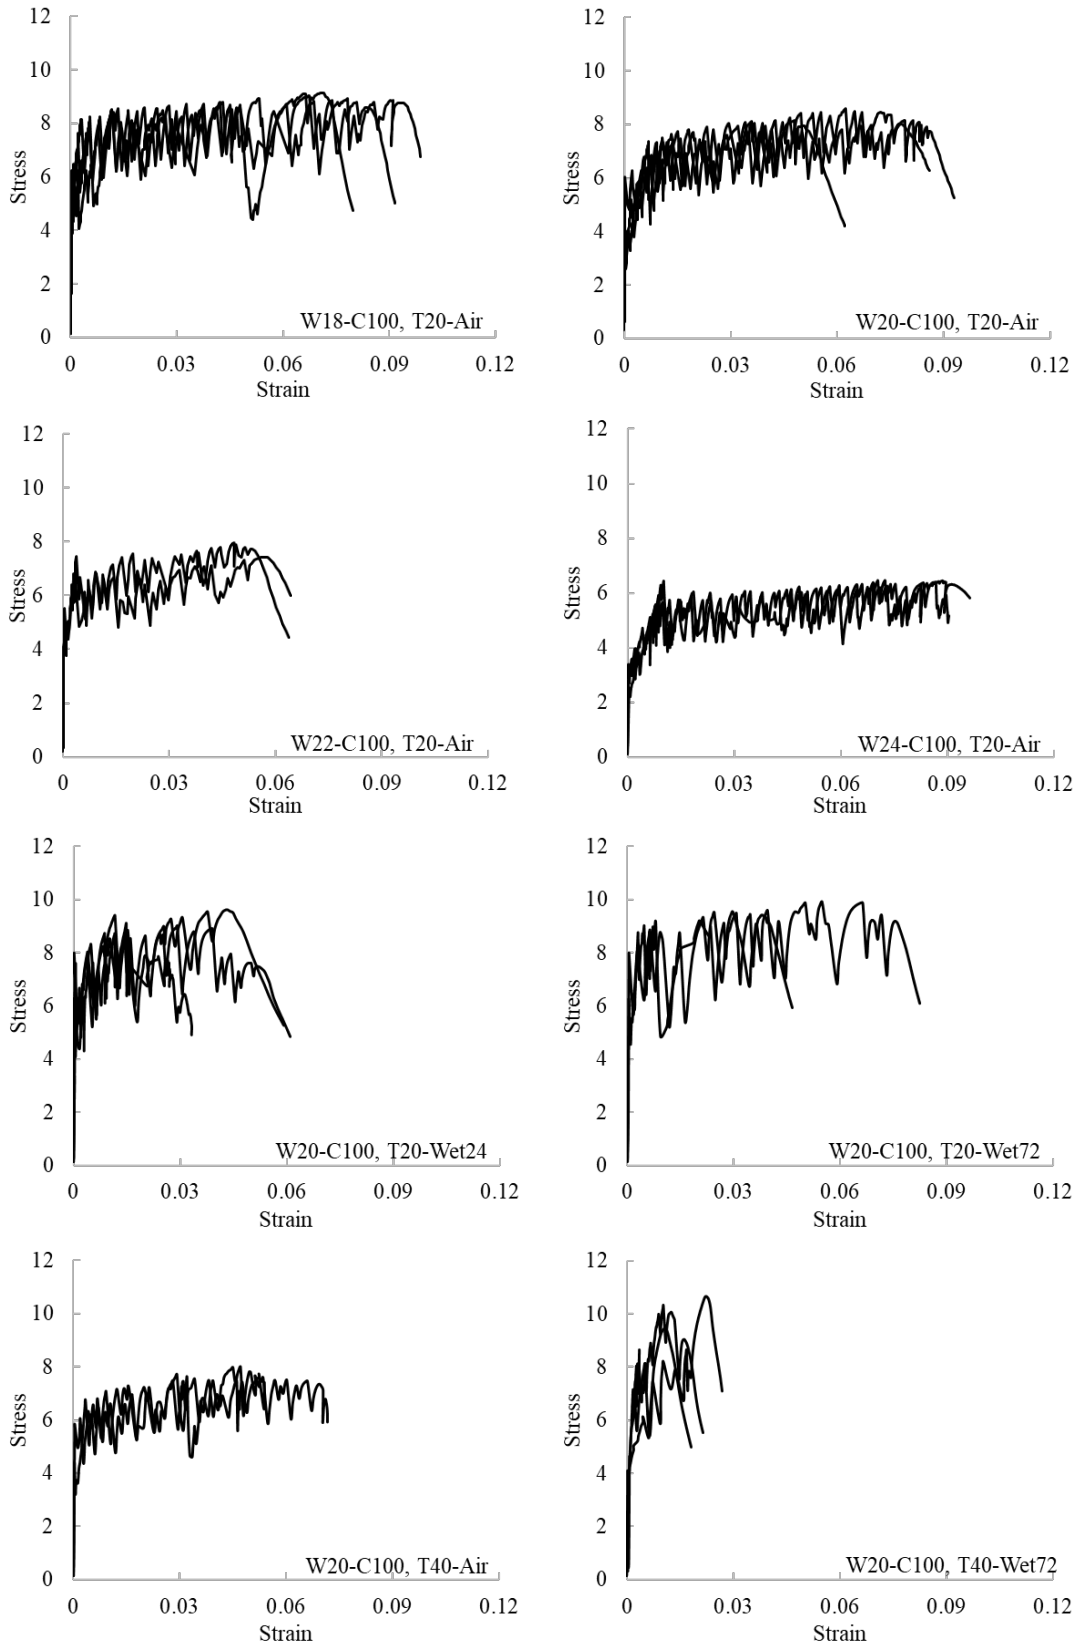 12
10
8
6
4
2
0
Stress
W18-C100, T20-Air
0 0.03 0.06 0.09 0.12
Strain
12
10
8
6
4
2
0
Stress
W20-C100, T20-Air
0 0.03 0.06 0.09 0.12
Strain
12
10
8
6
4
2
0
Stress
W22-C100, T20-Air
0 0.03 0.06 0.09 0.12
Strain
12
10
8
6
4
2
0
Stress
W24-C100, T20-Air
0 0.03 0.06 0.09 0.12
Strain
12
10
8
6
4
2
0
Stress
W20-C100, T20-Wet24
0 0.03 0.06 0.09 0.12
Strain
12
10
8
6
4
2
0
Stress
W20-C100, T20-Wet72
0 0.03 0.06 0.09 0.12
Strain
12
10
8
6
4
2
0
Stress
W20-C100, T40-Air
0 0.03 0.06 0.09 0.12
Strain
12
10
8
6
4
2
0
Stress
W20-C100, T40-Wet72
0 0.03 0.06 0.09 0.12
Strain